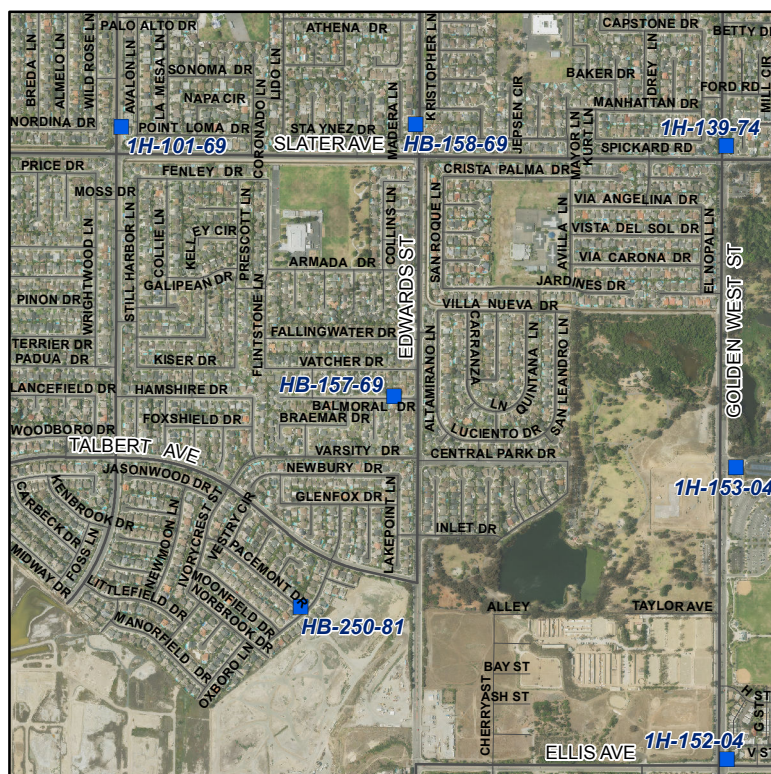 PALO ALTO DR
ATHENA DR
CAPSTONE DR
BETTY DR
BREDA LN
ALMELO LN
WILD ROSE LN
AVALON LN
LA MESA LN
SONOMA DR
NAPA CIR
CORONADO LN
LIDO LN
MADERA LN
KRISTOPHER LN
JEPSEN CIR
BAKER DR
DREY LN
FORD RD
MILL CIR
MANHATTAN DR
MAYOR LN
KURT LN
NORDINA DR
POINT LOMA DR
STA YNEZ DR
1H-101-69
SLATER AVE
HB-158-69
1H-139-74
SPICKARD RD
PRICE DR
FENLEY DR
CRISTA PALMA DR
MOSS DR
VIA ANGELINA DR
WRIGHTWOOD LN
STILL HARBOR LN
COLLIE LN
KELL
EY CIR
PRESCOTT LN
FLINTSTONE LN
COLLINS LN
EDWARDS ST
SAN ROQUE LN
AVILLA LN
VISTA DEL SOL DR
VIA CARONA DR
EL NOPAL LN
GOLDEN WEST ST
ARMADA DR
GALIPEAN DR
JARDINES DR
PINON DR
VILLA NUEVA DR
FALLINGWATER DR
TERRIER DR
PADUA DR
KISER DR
VATCHER DR
ALTAMIRANO LN
CARRANZA
LN
QUINTANA LN
SAN LEANDRO LN
LANCEFIELD DR
HAMSHIRE DR
HB-157-69
BALMORAL DR
FOXSHIELD DR
BRAEMAR DR
WOODBORO DR
LUCIENTO DR
TALBERT AVE
VARSITY DR
CENTRAL PARK DR
JASONWOOD DR
NEWBURY DR
1H-153-04
KENBROOK DR
CARBECK DR
GLENFOX DR
LAKEPOINT LN
INLET DR
MIDWAY DR
FOSS LN
NEWMOON LN
IVORYCREST ST
VESTRY CIR
PACEMONT DR
LITTLEFIELD DR
MOONFIELD DR
NORBROOK DR
HB-250-81
MANORFIELD DR
OXBORO LN
ALLEY
TAYLOR AVE
CHERRY ST
BAY ST
ASH ST
H ST
G ST
V ST
ELLIS AVE
1H-152-04